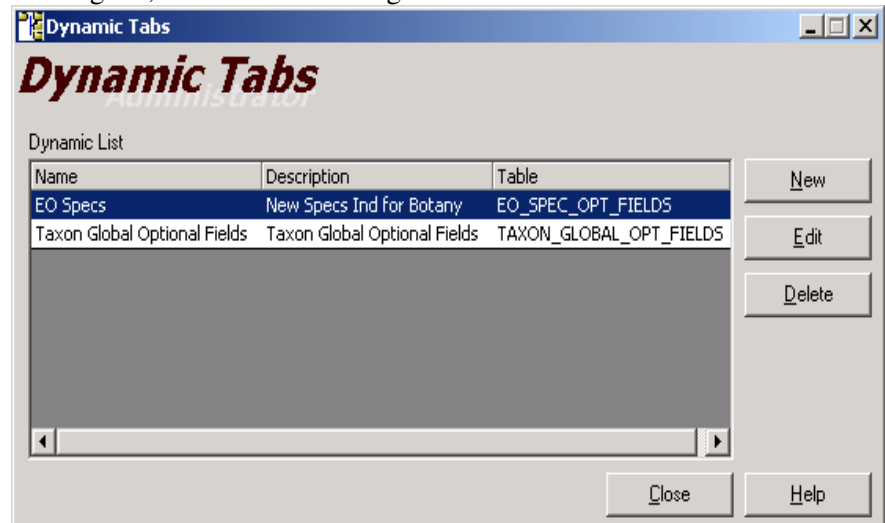 Dynamic Tabs
Dynamic Tabs
Administrator
Dynamic List
Name Description Table
EO Specs New Specs Ind for Botany EO_SPEC_OPT_FIELDS
Taxon Global Optional Fields Taxon Global Optional Fields TAXON_GLOBAL_OPT_FIELDS
New
Edit
Delete
Close Help